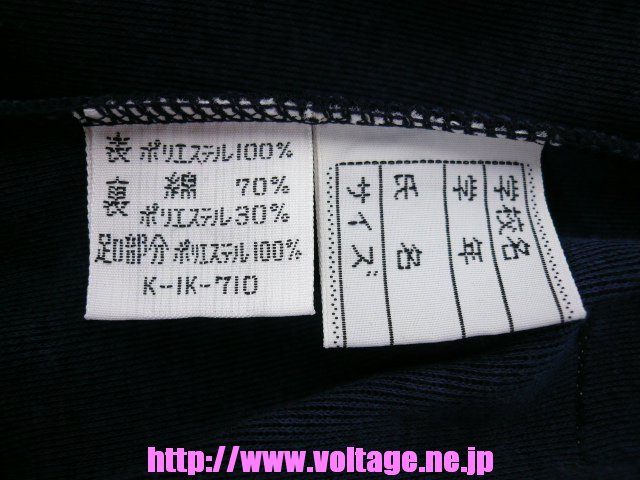 表 ポリエステル100%
裏 綿 70%
ポリエステル30%
足口部分 ポリエステル100%
K-1K-710
学校名
学年
氏名
サイズ
http://www.voltage.ne.jp